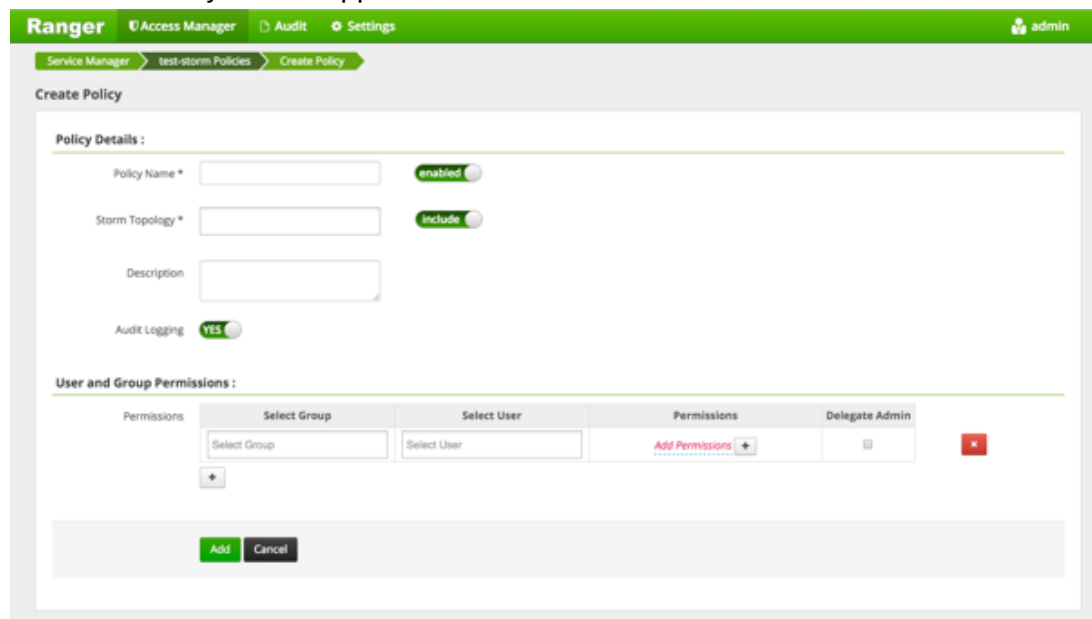 Ranger Access Manager Audit Settings admin
Service Manager test-storm Policies Create Policy
Create Policy
Policy Details :
Policy Name * enabled
Storm Topology * include
Description
Audit Logging YES
User and Group Permissions :
Permissions Select Group Select User Permissions Delegate Admin
Select Group Select User Add Permissions +
+
Add Cancel